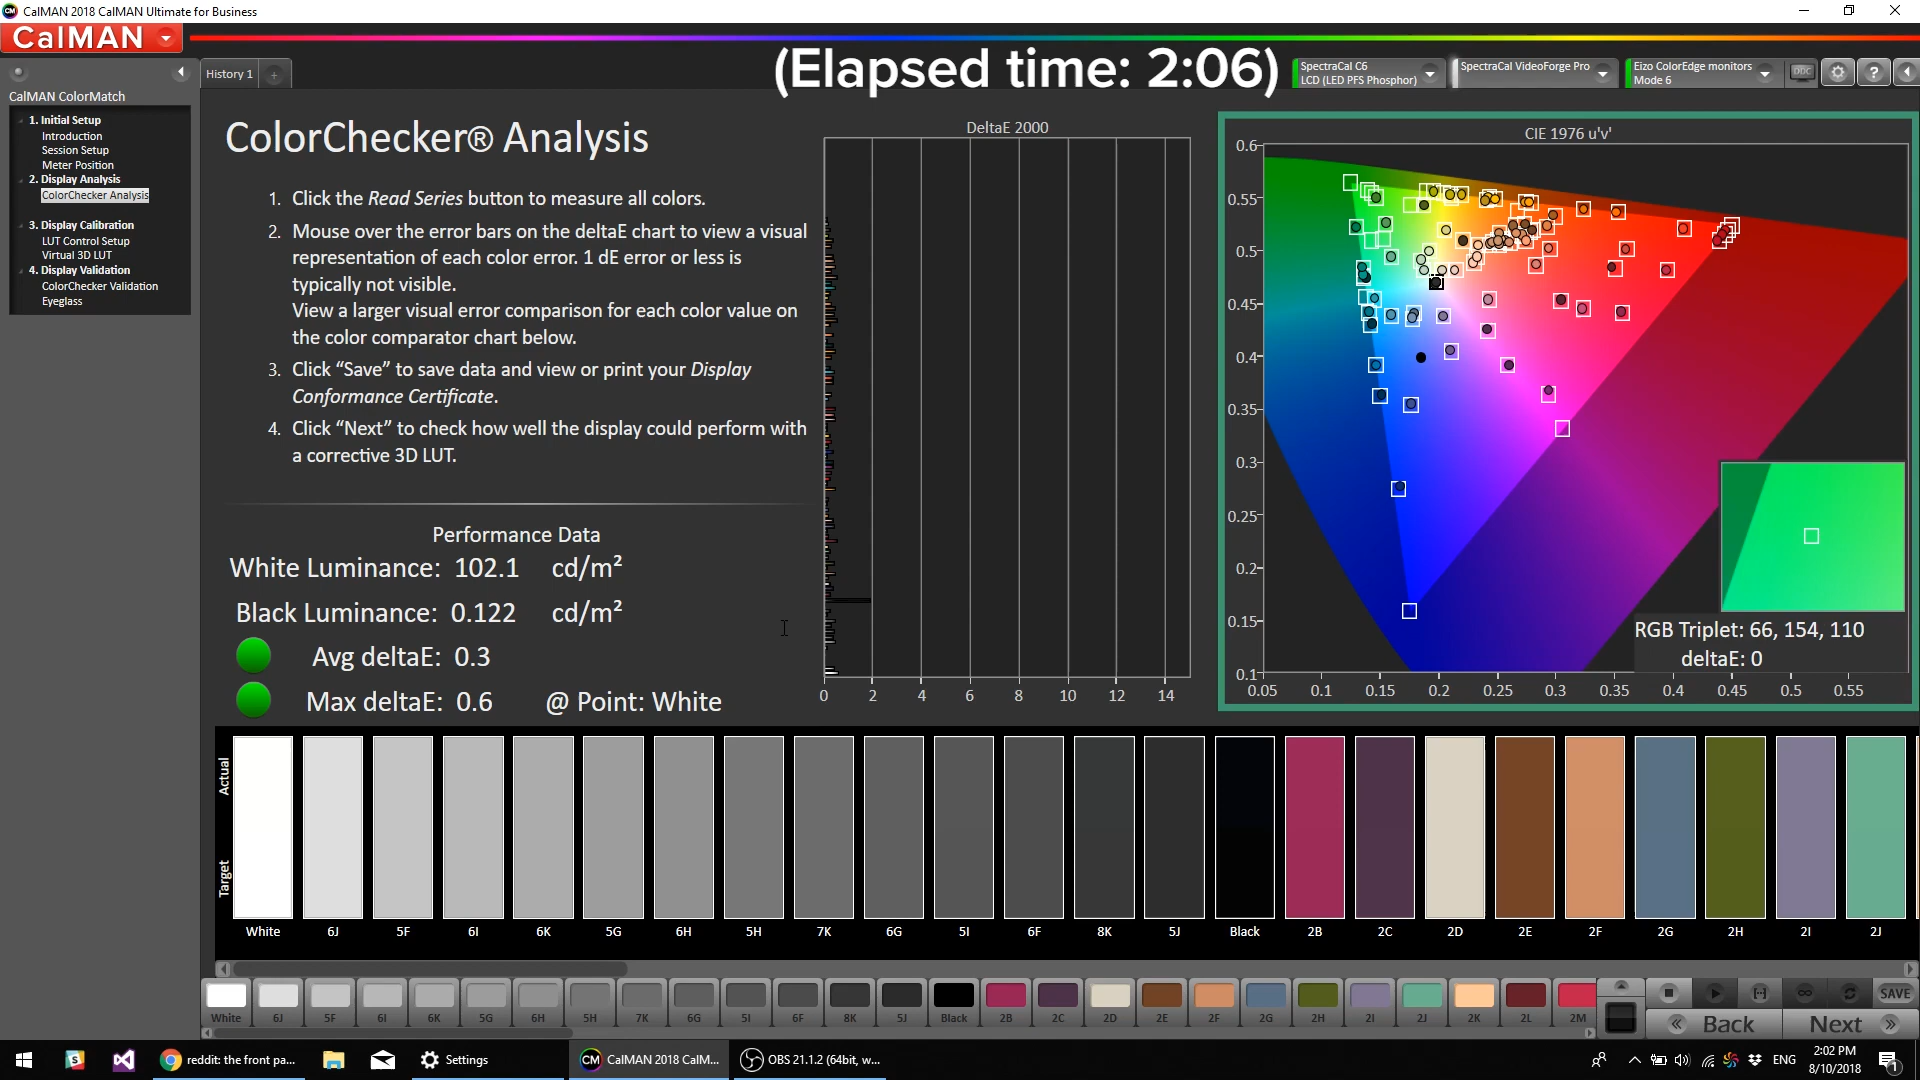 CalMAN 2018 CalMAN Ultimate for Business
CalMAN
(Elapsed time: 2:06)
History 1
SpectraCal C6
LCD (LED PFS Phosphor)
SpectraCal VideoForge Pro
Eizo ColorEdge monitors
Mode 6
DDC
?
CalMAN ColorMatch
1. Initial Setup
Introduction
Session Setup
Meter Position
2. Display Analysis
ColorChecker Analysis
3. Display Calibration
LUT Control Setup
Virtual 3D LUT
4. Display Validation
ColorChecker Validation
Eyeglass
ColorChecker® Analysis
1. Click the Read Series button to measure all colors.
2. Mouse over the error bars on the deltaE chart to view a visual
representation of each color error. 1 dE error or less is
typically not visible.
View a larger visual error comparison for each color value on
the color comparator chart below.
3. Click “Save” to save data and view or print your Display
Conformance Certificate.
4. Click “Next” to check how well the display could perform with
a corrective 3D LUT.
Performance Data
White Luminance: 102.1 cd/m²
Black Luminance: 0.122 cd/m²
Avg deltaE: 0.3
Max deltaE: 0.6 @ Point: White
DeltaE 2000
0 2 4 6 8 10 12 14
CIE 1976 u'v'
0.6
0.55
0.5
0.45
0.4
0.35
0.3
0.25
0.2
0.15
0.1
0.05 0.1 0.15 0.2 0.25 0.3 0.35 0.4 0.45 0.5 0.55
RGB Triplet: 66, 154, 110
deltaE: 0
Actual
Target
White 6J 5F 6I 6K 5G 6H 5H 7K 6G 5I 6F 8K 5J Black 2B 2C 2D 2E 2F 2G 2H 2I 2J
White 6J 5F 6I 6K 5G 6H 5H 7K 6G 5I 6F 8K 5J Black 2B 2C 2D 2E 2F 2G 2H 2I 2J 2K 2L 2M
SAVE
Back
Next
reddit: the front pa...
Settings
CM
CalMAN 2018 CalM...
OBS 21.1.2 (64bit, w...
ENG
2:02 PM
8/10/2018
1